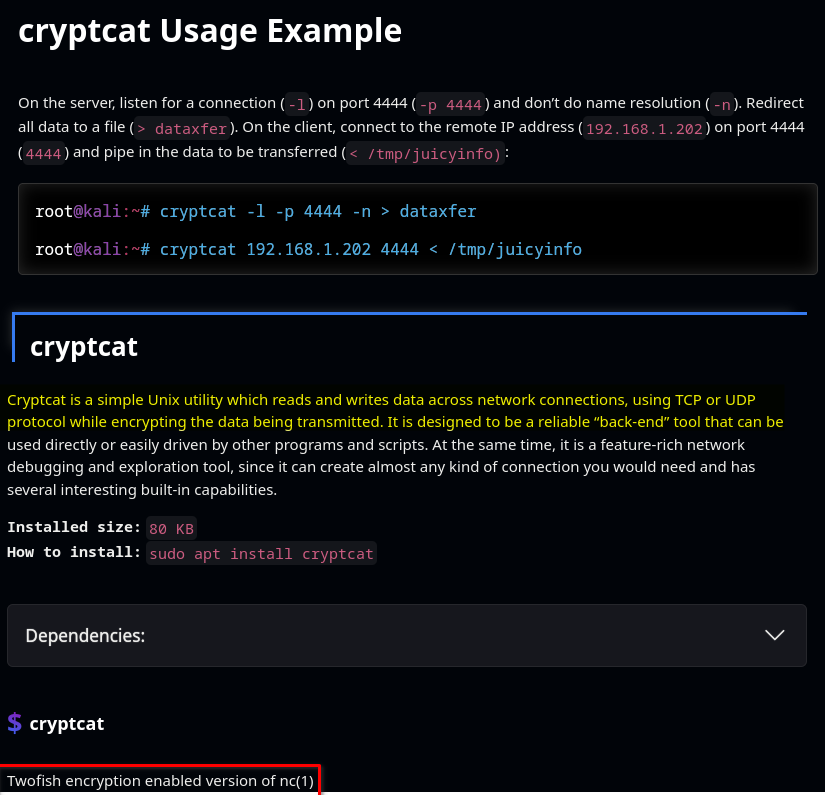 cryptcat Usage Example
On the server, listen for a connection (-l) on port 4444 (-p 4444) and don’t do name resolution (-n). Redirect
all data to a file (> dataxfer). On the client, connect to the remote IP address (192.168.1.202) on port 4444
(4444) and pipe in the data to be transferred (< /tmp/juicyinfo):
root@kali:~# cryptcat -l -p 4444 -n > dataxfer
root@kali:~# cryptcat 192.168.1.202 4444 < /tmp/juicyinfo
cryptcat
Cryptcat is a simple Unix utility which reads and writes data across network connections, using TCP or UDP
protocol while encrypting the data being transmitted. It is designed to be a reliable “back-end” tool that can be
used directly or easily driven by other programs and scripts. At the same time, it is a feature-rich network
debugging and exploration tool, since it can create almost any kind of connection you would need and has
several interesting built-in capabilities.
Installed size: 80 KB
How to install: sudo apt install cryptcat
Dependencies:
$ cryptcat
Twofish encryption enabled version of nc(1)